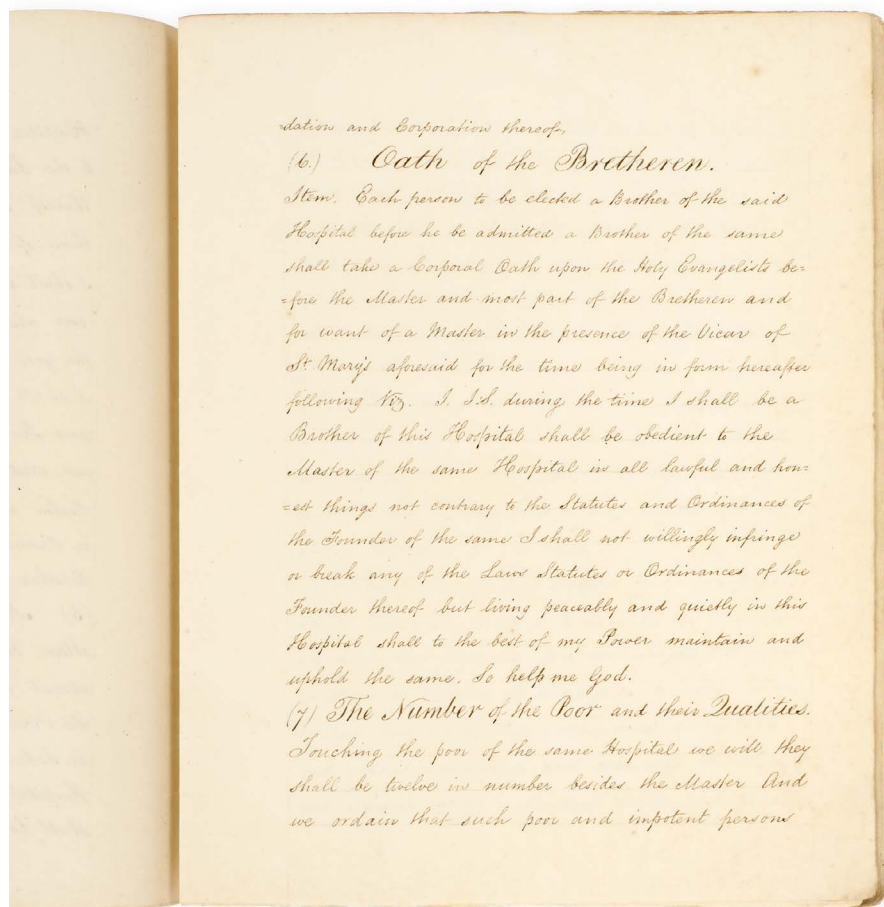 =dation and Corporation thereof,
(6.) Oath of the Bretheren.
Item. Each person to be elected a Brother of the said
Hospital before he be admitted a Brother of the same
shall take a Corporal Oath upon the Holy Evangelists be=
=fore the Master and most part of the Bretheren and
for want of a Master in the presence of the Vicar of
St. Mary's aforesaid for the time being in form hereafter
following Viz. I. I.S. during the time I shall be a
Brother of this Hospital shall be obedient to the
Master of the same Hospital in all lawful and hon=
=est things not contrary to the Statutes and Ordinances of
the Founder of the same I shall not willingly infringe
or break any of the Laws Statutes or Ordinances of the
Founder thereof but living peaceably and quietly in this
Hospital shall to the best of my Power maintain and
uphold the same. So help me God.
(7) The Number of the Poor and their Qualities.
Touching the poor of the same Hospital we will they
shall be twelve in number besides the Master And
we ordain that such poor and impotent persons